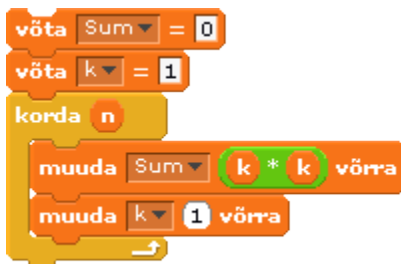 võta Sum = 0
võta k = 1
korda n
muuda Sum k * k võrra
muuda k 1 võrra